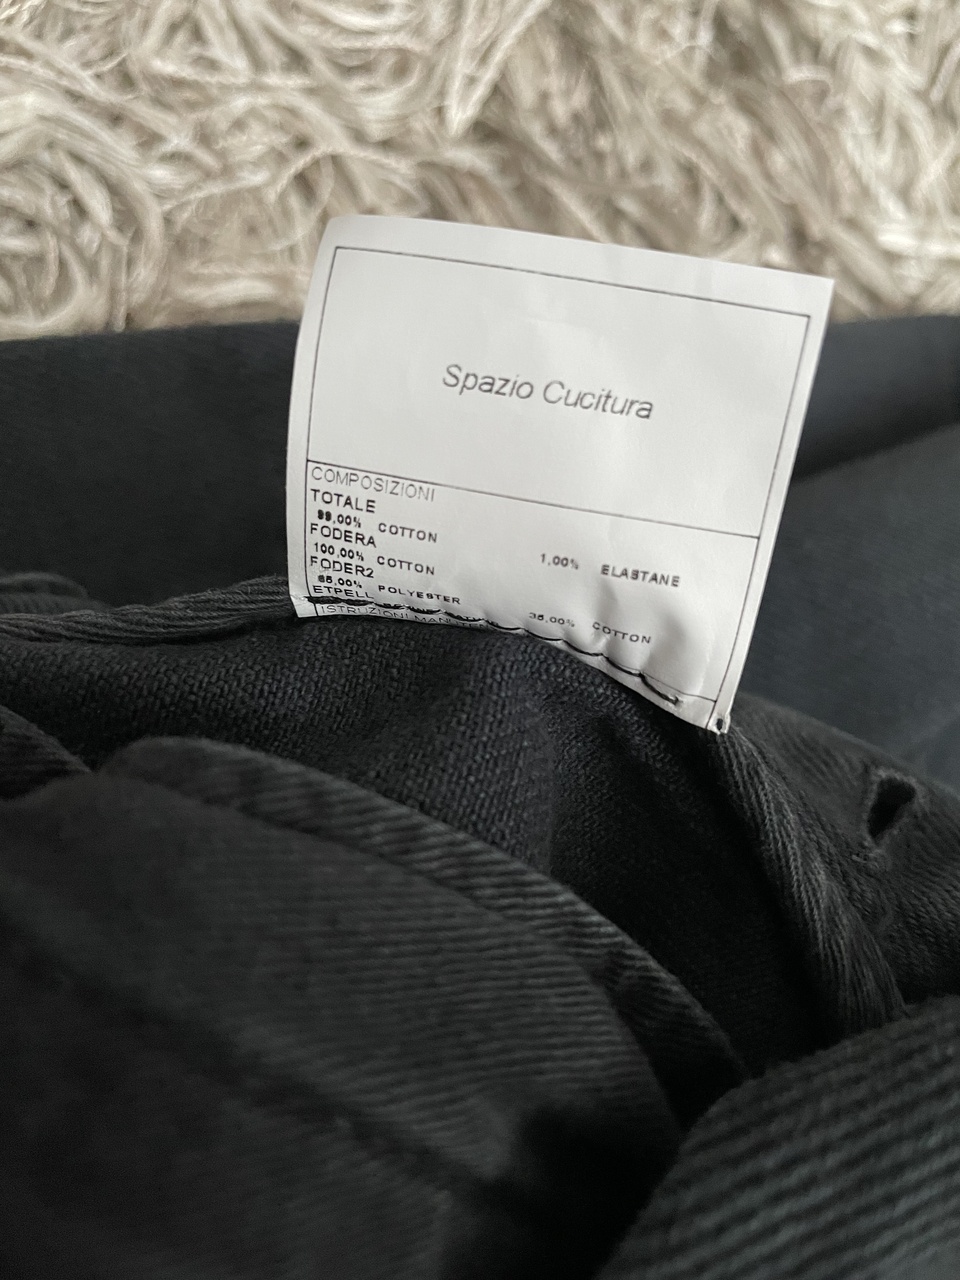 Spazio Cucitura
COMPOSIZIONI
TOTALE
99,00% COTTON 1,00% ELASTANE
FODERA
100,00% COTTON
FODER2
65,00% POLYESTER 35,00% COTTON
ETPELL
ISTRUZIONI